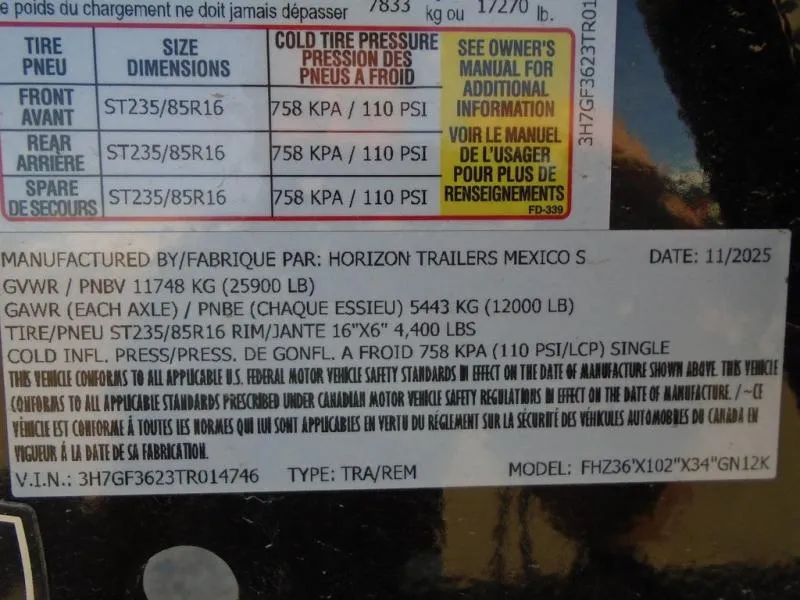 e poids du chargement ne doit jamais dépasser 7833 kg ou 17270 lb.
TIRE PNEU SIZE DIMENSIONS COLD TIRE PRESSURE PRESSION DES PNEUS A FROID
FRONT AVANT ST235/85R16 758 KPA / 110 PSI
REAR ARRIÈRE ST235/85R16 758 KPA / 110 PSI
SPARE DE SECOURS ST235/85R16 758 KPA / 110 PSI
SEE OWNER'S
MANUAL FOR
ADDITIONAL
INFORMATION
VOIR LE MANUEL
DE L'USAGER
POUR PLUS DE
RENSEIGNEMENTS
FD-339
3H7GF3623TR01
MANUFACTURED BY/FABRIQUE PAR: HORIZON TRAILERS MEXICO S DATE: 11/2025
GVWR / PNBV 11748 KG (25900 LB)
GAWR (EACH AXLE) / PNBE (CHAQUE ESSIEU) 5443 KG (12000 LB)
TIRE/PNEU ST235/85R16 RIM/JANTE 16"X6" 4,400 LBS
COLD INFL. PRESS/PRESS. DE GONFL. A FROID 758 KPA (110 PSI/LCP) SINGLE
THIS VEHICLE CONFORMS TO ALL APPLICABLE U.S. FEDERAL MOTOR VEHICLE SAFETY STANDARDS IN EFFECT ON THE DATE OF MANUFACTURE SHOWN ABOVE. THIS VEHICLE
CONFORMS TO ALL APPLICABLE STANDARDS PRESCRIBED UNDER CANADIAN MOTOR VEHICLE SAFETY REGULATIONS IN EFFECT ON THE DATE OF MANUFACTURE. / ~CE
VÉHICLE EST CONFORME À TOUTES LES NORMES QUI LUI SONT APPLICABLES EN VERTU DU RÉGLEMENT SUR LA SÉCURITÉ DES VÉHICULES AUTOMOBILES DU CANADA EN
VIGUEUR À LA DATE DE SA FABRICATION.
V.I.N.: 3H7GF3623TR014746 TYPE: TRA/REM MODEL: FHZ36'X102"X34"GN12K